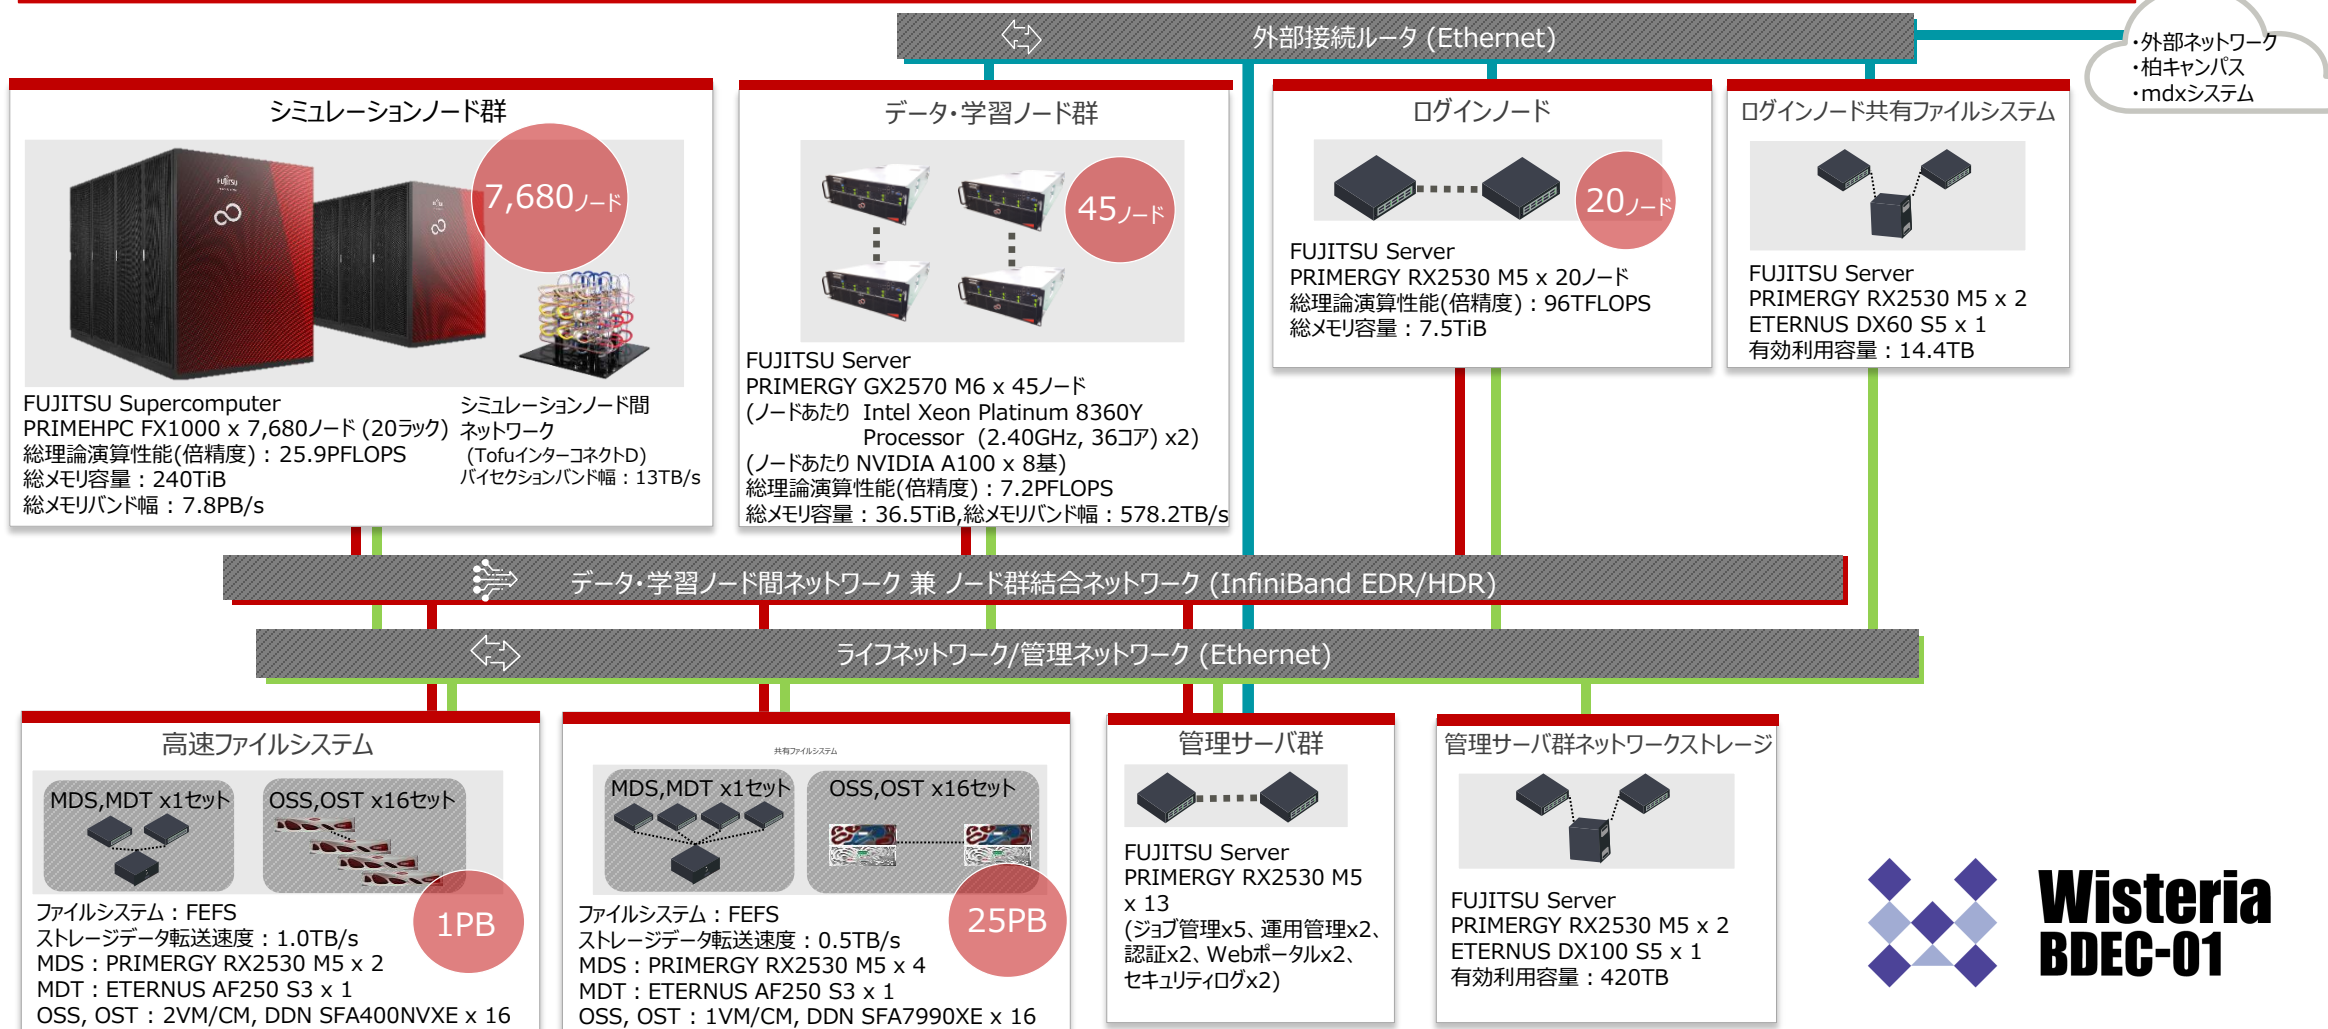 外部接続ルータ (Ethernet)
・外部ネットワーク
・柏キャンパス
・mdxシステム
シミュレーションノード群
FUJITSU
7,680ノード
FUJITSU Supercomputer
PRIMEHPC FX1000 x 7,680ノード (20ラック)
総理論演算性能(倍精度)：25.9PFLOPS
総メモリ容量：240TiB
総メモリバンド幅：7.8PB/s
シミュレーションノード間
ネットワーク
(TofuインターコネクトD)
バイセクションバンド幅：13TB/s
データ・学習ノード群
45ノード
FUJITSU Server
PRIMERGY GX2570 M6 x 45ノード
(ノードあたり Intel Xeon Platinum 8360Y
Processor (2.40GHz, 36コア) x2)
(ノードあたり NVIDIA A100 x 8基)
総理論演算性能(倍精度)：7.2PFLOPS
総メモリ容量：36.5TiB,総メモリバンド幅：578.2TB/s
ログインノード
20ノード
FUJITSU Server
PRIMERGY RX2530 M5 x 20ノード
総理論演算性能(倍精度)：96TFLOPS
総メモリ容量：7.5TiB
ログインノード共有ファイルシステム
FUJITSU Server
PRIMERGY RX2530 M5 x 2
ETERNUS DX60 S5 x 1
有効利用容量：14.4TB
データ・学習ノード間ネットワーク 兼 ノード群結合ネットワーク (InfiniBand EDR/HDR)
ライフネットワーク/管理ネットワーク (Ethernet)
高速ファイルシステム
MDS,MDT x1セット
OSS,OST x16セット
1PB
ファイルシステム：FEFS
ストレージデータ転送速度：1.0TB/s
MDS：PRIMERGY RX2530 M5 x 2
MDT：ETERNUS AF250 S3 x 1
OSS, OST：2VM/CM, DDN SFA400NVXE x 16
共有ファイルシステム
MDS,MDT x1セット
OSS,OST x16セット
25PB
ファイルシステム：FEFS
ストレージデータ転送速度：0.5TB/s
MDS：PRIMERGY RX2530 M5 x 4
MDT：ETERNUS AF250 S3 x 1
OSS, OST：1VM/CM, DDN SFA7990XE x 16
管理サーバ群
FUJITSU Server
PRIMERGY RX2530 M5
x 13
(ジョブ管理x5、運用管理x2、
認証x2、Webポータルx2、
セキュリティログx2)
管理サーバ群ネットワークストレージ
FUJITSU Server
PRIMERGY RX2530 M5 x 2
ETERNUS DX100 S5 x 1
有効利用容量：420TB
Wisteria
BDEC-01